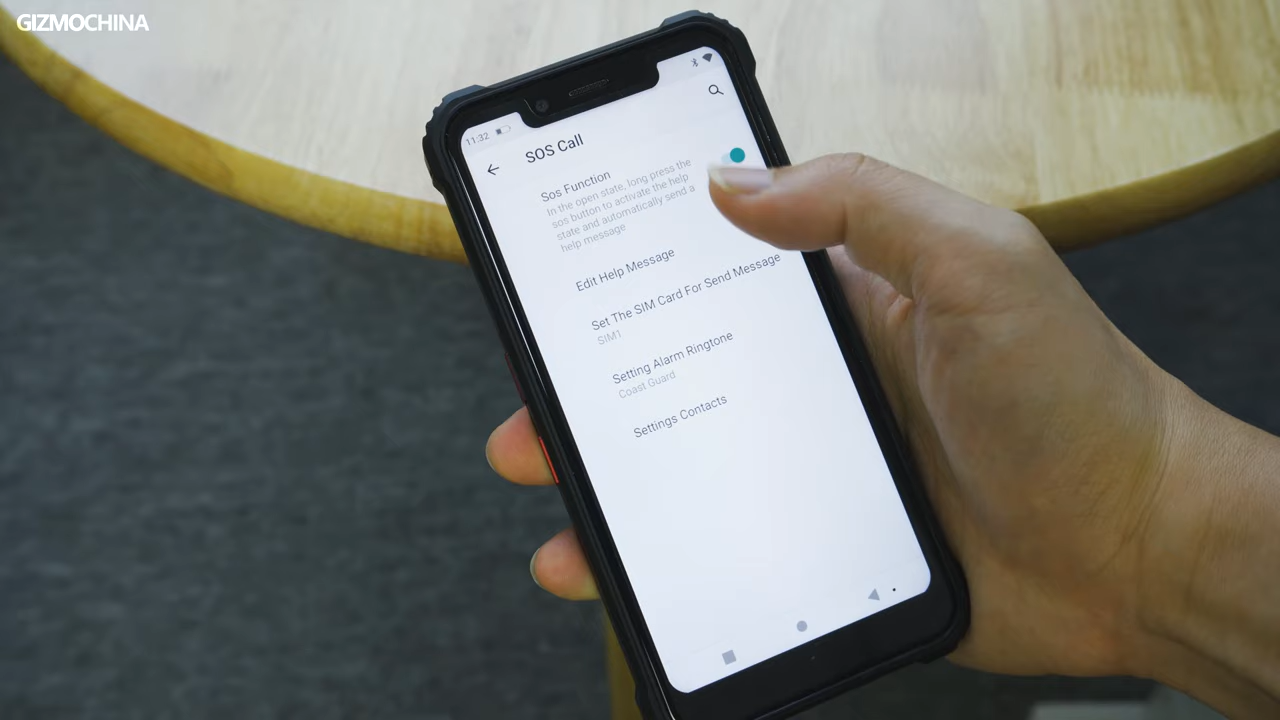 GIZMOCHINA
11:32
SOS Call
Sos Function
In the open state, long press the
sos button to activate the help
state and automatically send a
help message
Edit Help Message
Set The SIM Card For Send Message
SIM1
Setting Alarm Ringtone
Coast Guard
Settings Contacts